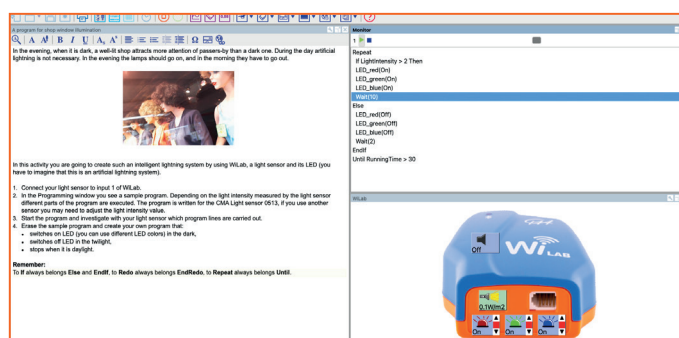 A program for shop window illumination
Monitor
In the evening, when it is dark, a well-lit shop attracts more attention of passers-by than a dark one. During the day artificial
lightning is not necessary. In the evening the lamps should go on, and in the morning they have to go out.
In this activity you are going to create such an intelligent lightning system by using WiLab, a light sensor and its LED (you
have to imagine that this is an artificial lightning system).
1. Connect your light sensor to input 1 of WiLab.
2. In the Programming window you see a sample program. Depending on the light intensity measured by the light sensor
different parts of the program are executed. The program is written for the CMA Light sensor 0513, if you use another
sensor you may need to adjust the light intensity value.
3. Start the program and investigate with your light sensor which program lines are carried out.
4. Erase the sample program and create your own program that:
• switches on LED (you can use different LED colors) in the dark,
• switches off LED in the twilight,
• stops when it is daylight.
Remember:
To If always belongs Else and EndIf, to Redo always belongs EndRedo, to Repeat always belongs Until.
1
Repeat
If LightIntensity > 2 Then
LED_red(On)
LED_green(On)
LED_blue(On)
Wait(10)
Else
LED_red(Off)
LED_green(Off)
LED_blue(Off)
Wait(2)
EndIf
Until RunningTime > 30
WiLab
Off
Wi LAB
0.1W/m2
On On On